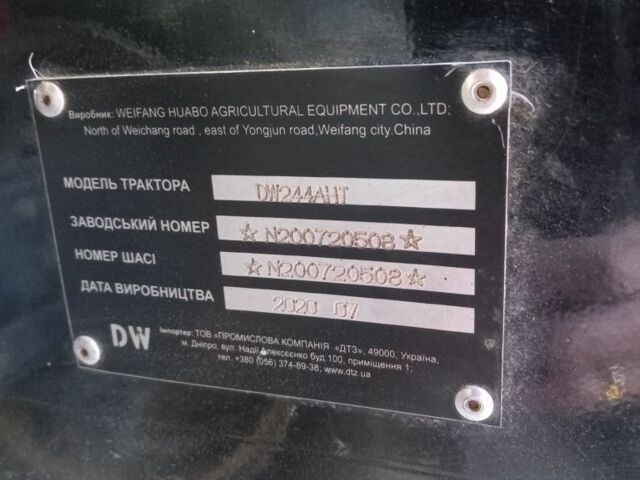 Виробник: WEIFANG HUABO AGRICULTURAL EQUIPMENT CO.,LTD;
North of Weichang road , east of Yongjun road,Weifang city.China
МОДЕЛЬ ТРАКТОРА DW244AHT
ЗАВОДСЬКИЙ НОМЕР ☆N200720508☆
НОМЕР ШАСІ ☆N200720508☆
ДАТА ВИРОБНИЦТВА 2020 07
DW
Імпортер: ТОВ «ПРОМИСЛОВА КОМПАНІЯ «ДТЗ»; 49000, Україна,
м. Дніпро, вул. Надії Алексєєнко буд.100, приміщення 1;
тел. +380 (056) 374-89-38; www.dtz.ua